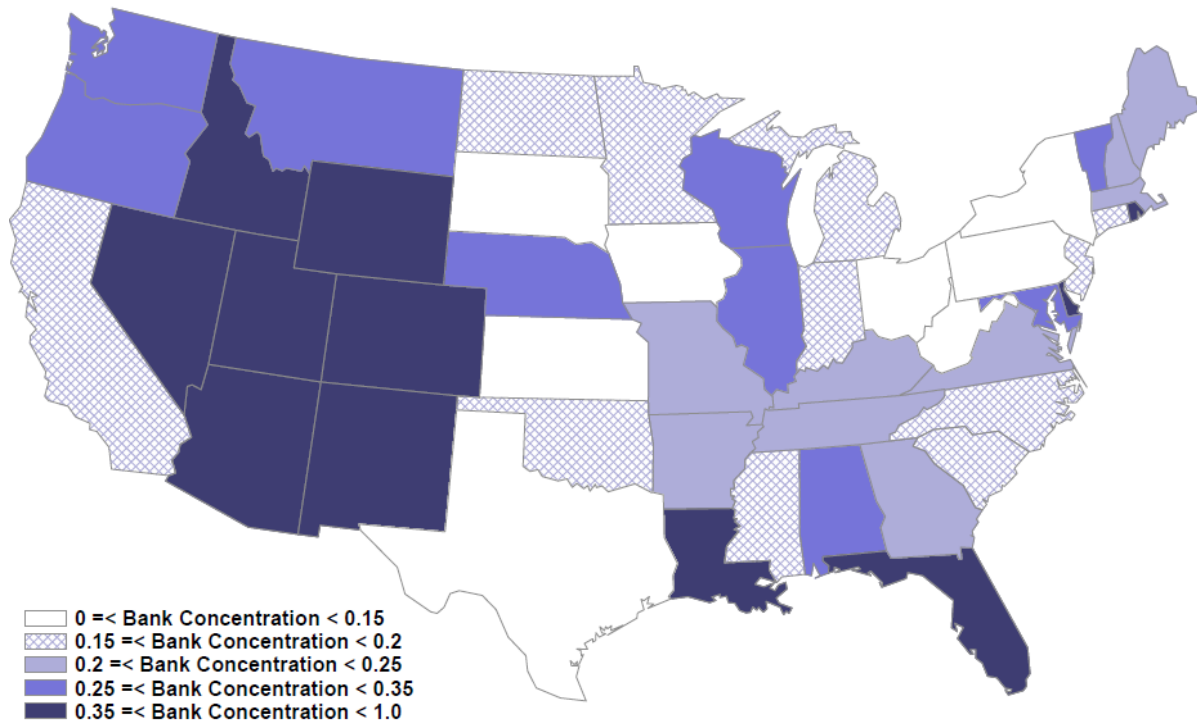 0 =< Bank Concentration < 0.15
0.15 =< Bank Concentration < 0.2
0.2 =< Bank Concentration < 0.25
0.25 =< Bank Concentration < 0.35
0.35 =< Bank Concentration < 1.0